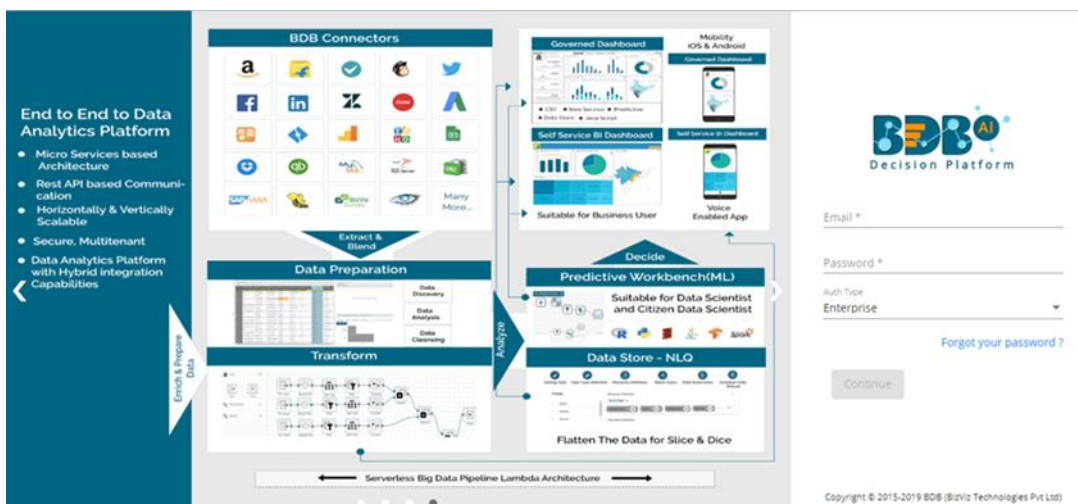 End to End to Data
Analytics Platform
Micro Services based
Architecture
Rest API based Communi-
cation
Horizontally & Vertically
Scalable
Secure, Multitenant
Data Analytics Platform
with Hybrid integration
Capabilities
Enrich & Prepare
Data
BDB Connectors
Many
More...
Extract &
Blend
Data Preparation
Data
Discovery
Data
Analysis
Data
Cleansing
Transform
Analyze
Governed Dashboard
Self Service BI Dashboard
Suitable for Business User
Mobility
iOS & Android
Governed Dashboard
Self Service BI Dashboard
Voice
Enabled App
Decide
Predictive Workbench(ML)
Suitable for Data Scientist
and Citizen Data Scientist
Data Store - NLQ
Flatten The Data for Slice & Dice
Serverless Big Data Pipeline Lambda Architecture
BDB AI
Decision Platform
Email *
Password *
Auth Type
Enterprise
Forgot your password ?
Continue
Copyright © 2015-2019 BDB (BizViz Technologies Pvt Ltd)